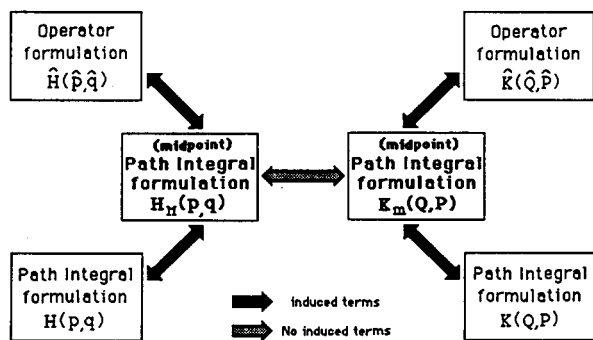 Operator
formulation
Ĥ(p̂,q̂)
Operator
formulation
K̂(Q̂,P̂)
(midpoint)
Path Integral
formulation
H_M(p,q)
(midpoint)
Path Integral
formulation
K_m(Q,P)
Path Integral
formulation
H(p,q)
Path Integral
formulation
K(Q,P)
induced terms
No induced terms